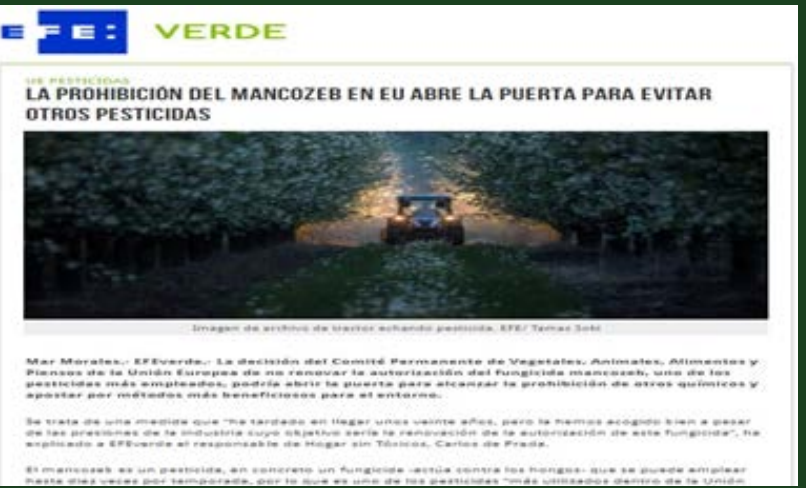 EFE:
VERDE
UE PESTICIDAS
LA PROHIBICIÓN DEL MANCOZEB EN EU ABRE LA PUERTA PARA EVITAR
OTROS PESTICIDAS
Imagen de archivo de tractor echando pesticida. EFE/ Tamas Soki
Mar Morales.- EFEverde.- La decisión del Comité Permanente de Vegetales, Animales, Alimentos y
Piensos de la Unión Europea de no renovar la autorización del fungicida mancozeb, uno de los
pesticidas más empleados, podría abrir la puerta para alcanzar la prohibición de otros químicos y
apostar por métodos más beneficiosos para el entorno.
Se trata de una medida que "ha tardado en llegar unos veinte años, pero la hemos acogido bien a pesar
de las presiones de la industria cuyo objetivo sería la renovación de la autorización de este fungicida", ha
explicado a EFEverde el responsable de Hogar sin Tóxicos, Carlos de Prada.
El mancozeb es un pesticida, en concreto un fungicida -actúa contra los hongos- que se puede emplear
hasta diez veces por temporada, por lo que es uno de los pesticidas "más utilizados dentro de la Unión